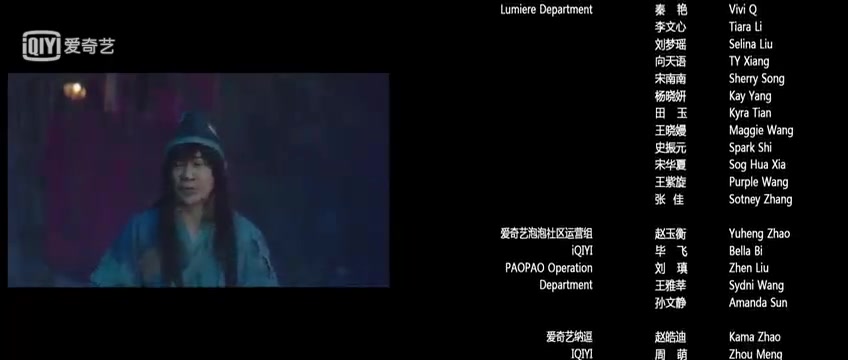 iQIYI 爱奇艺
Lumiere Department 秦 艳 Vivi Q
李文心 Tiara Li
刘梦瑶 Selina Liu
向天语 TY Xiang
宋南南 Sherry Song
杨晓妍 Kay Yang
田 玉 Kyra Tian
王晓嫚 Maggie Wang
史振元 Spark Shi
宋华夏 Sog Hua Xia
王紫旋 Purple Wang
张 佳 Sotney Zhang
爱奇艺泡泡社区运营组 赵玉衡 Yuheng Zhao
iQIYI 毕 飞 Bella Bi
PAOPAO Operation 刘 瑱 Zhen Liu
Department 王雅莘 Sydni Wang
孙文静 Amanda Sun
爱奇艺纳逗 赵皓迪 Kama Zhao
IQIYI 周 萌 Zhou Meng